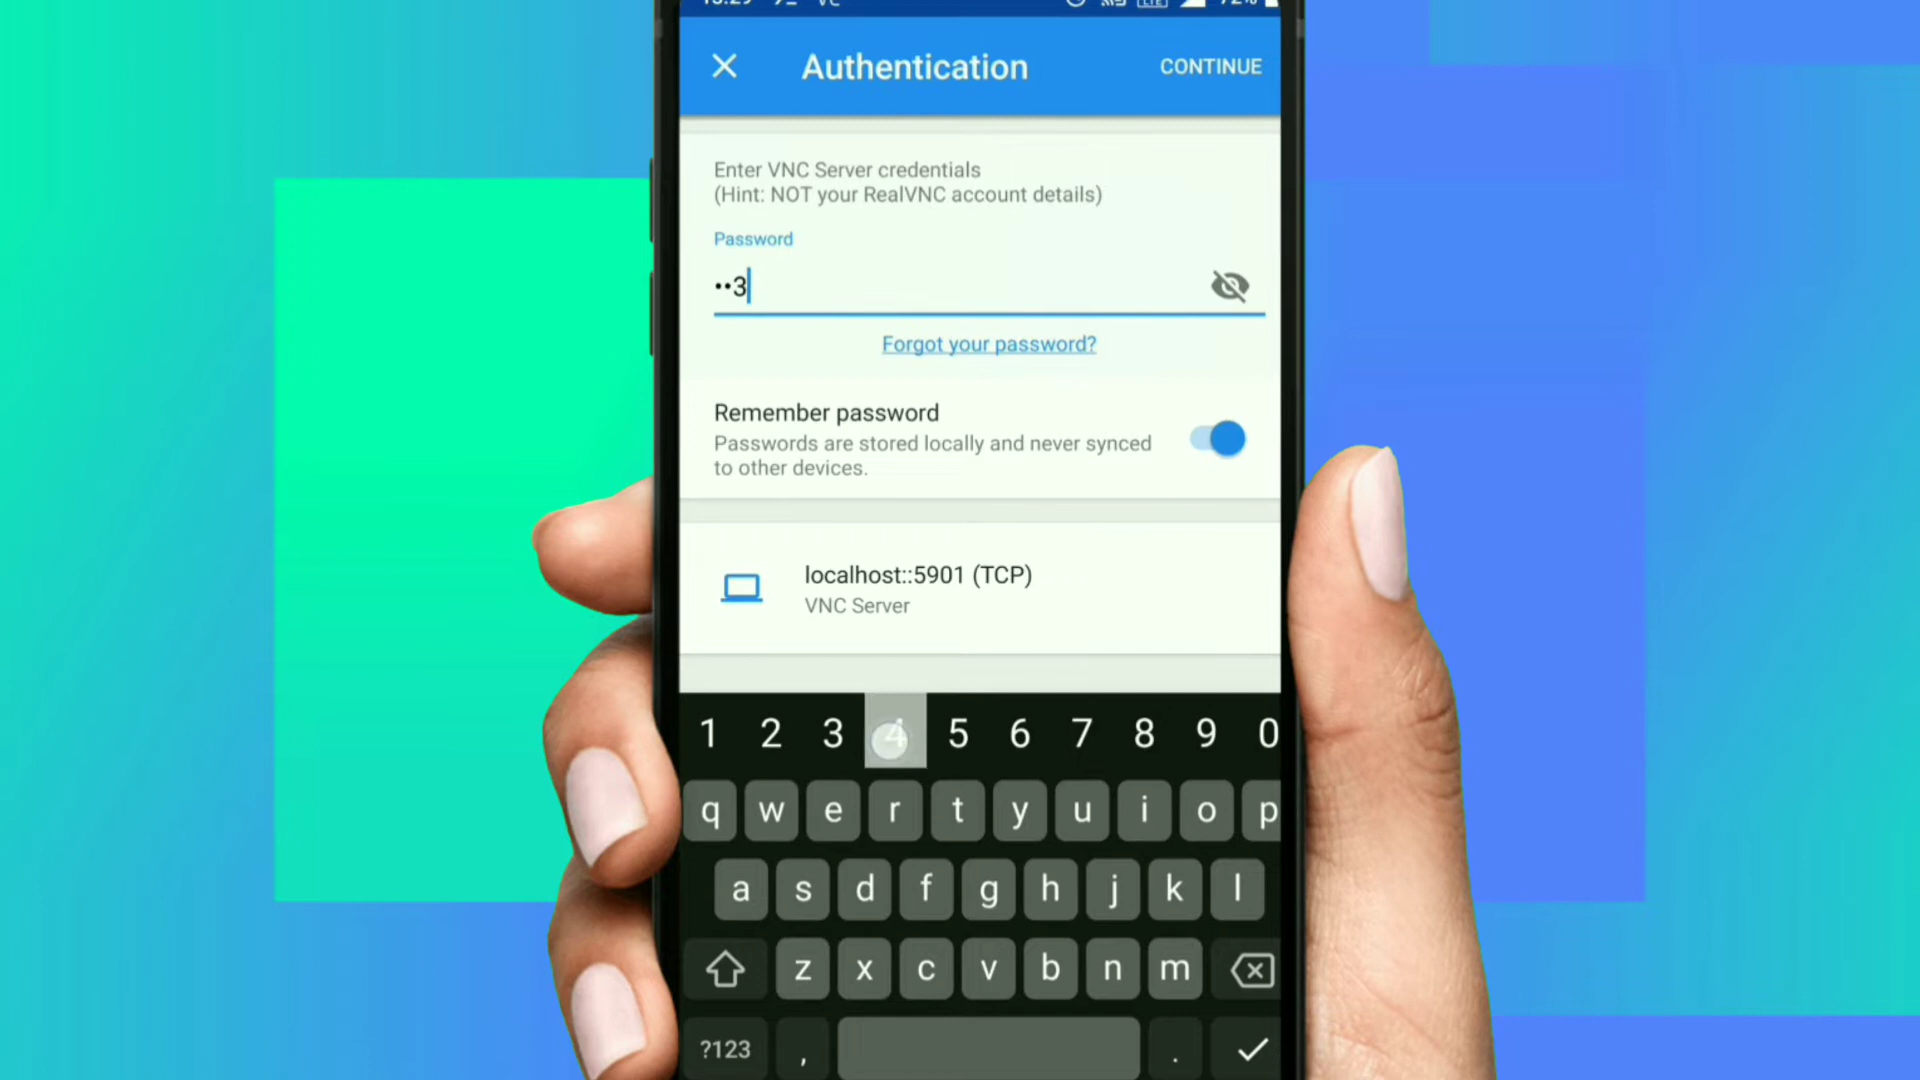 Authentication
CONTINUE
Enter VNC Server credentials
(Hint: NOT your RealVNC account details)
Password
••3
Forgot your password?
Remember password
Passwords are stored locally and never synced
to other devices.
localhost::5901 (TCP)
VNC Server
1 2 3 4 5 6 7 8 9 0
q w e r t y u i o p
a s d f g h j k l
z x c v b n m
?123 , .